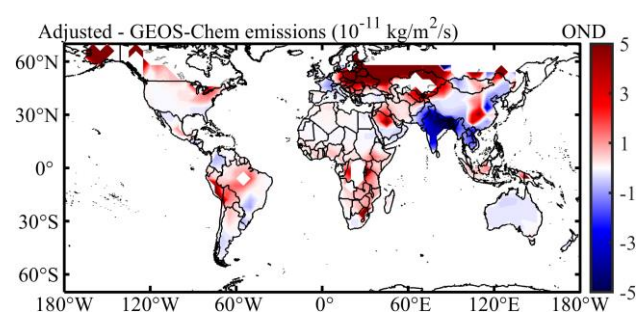 Adjusted - GEOS-Chem emissions (10⁻¹¹ kg/m²/s) OND
60°N
30°N
0°
30°S
60°S
180°W 120°W 60°W 0° 60°E 120°E 180°W
5
3
1
-1
-3
-5